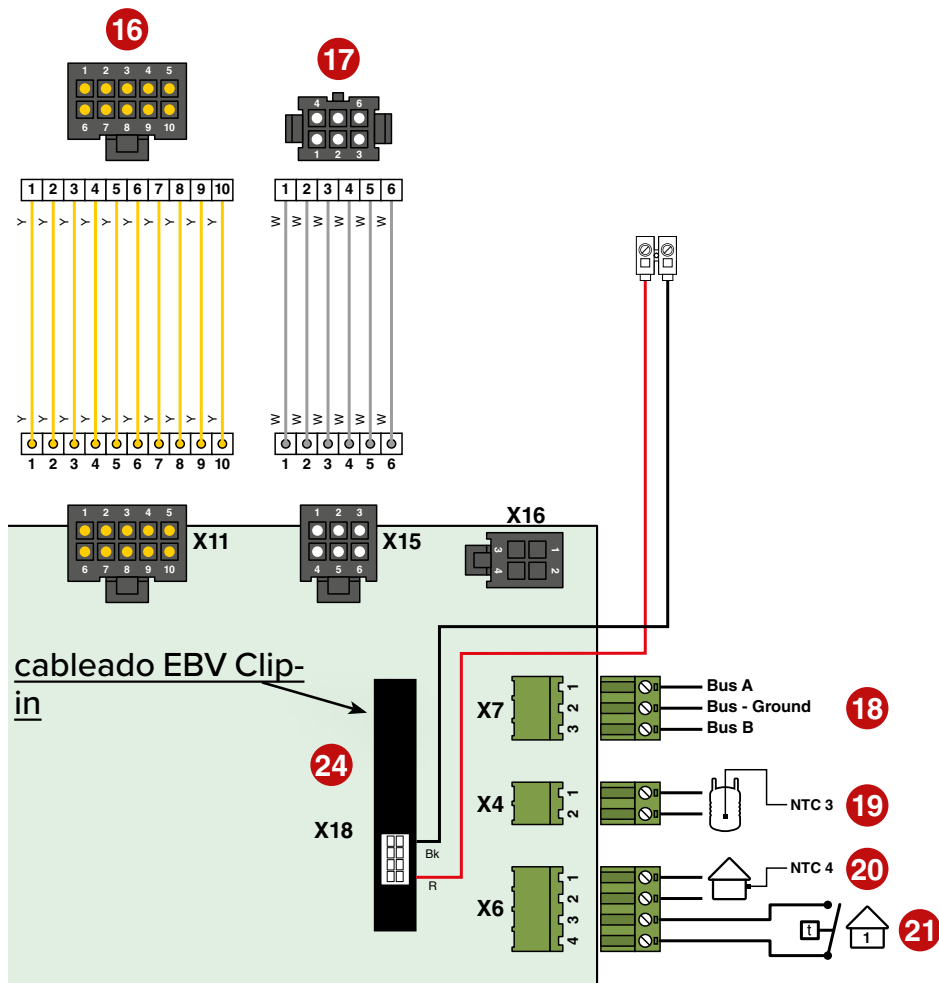 16
17
1 2 3 4 5
6 7 8 9 10
4 6
1 2 3
1 2 3 4 5 6 7 8 9 10
Y Y Y Y Y Y Y Y Y Y
1 2 3 4 5 6
W W W W W W
Y Y Y Y Y Y Y Y Y Y
1 2 3 4 5 6 7 8 9 10
W W W W W W
1 2 3 4 5 6
1 2 3 4 5
6 7 8 9 10
X11
1 2 3
4 5 6
X15
X16
3 1
4 2
cableado EBV Clip-
in
24
X18
Bk
R
X7
1
2
3
Bus A
Bus - Ground
Bus B
18
X4
1
2
NTC 3
19
X6
1
2
3
4
NTC 4
20
t
1
21